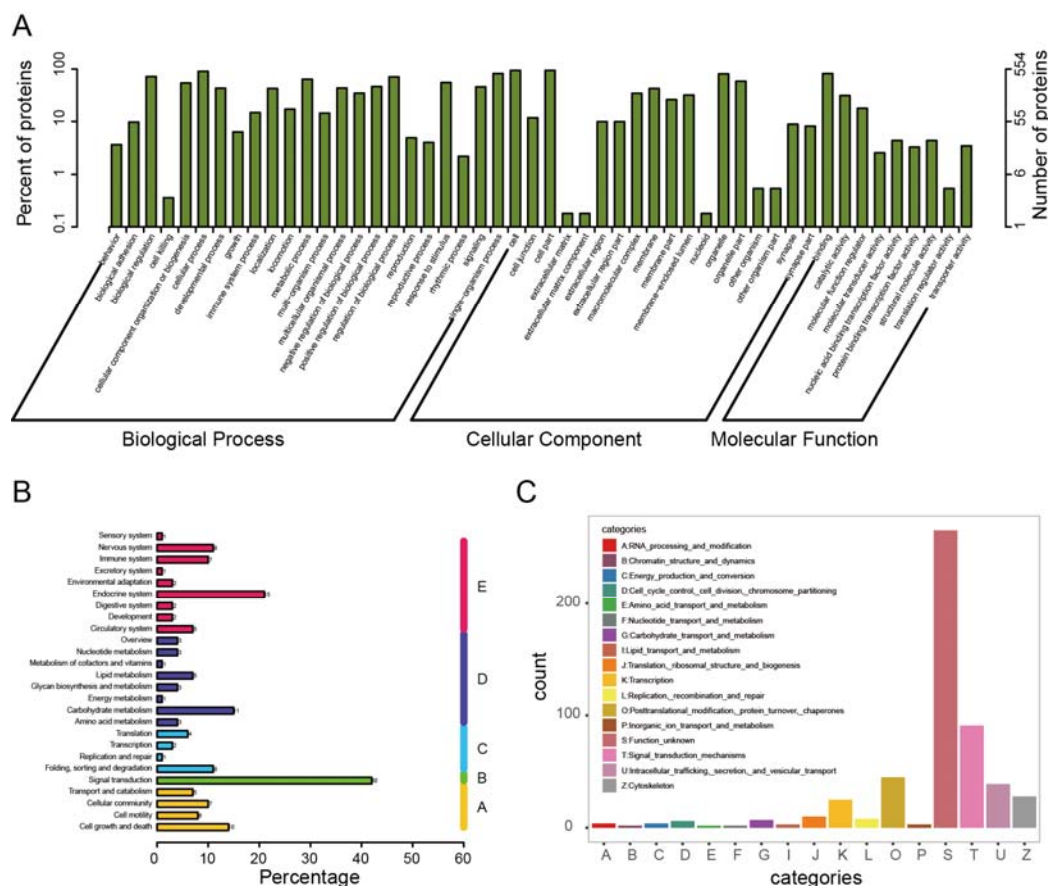 A
Percent of proteins
100
10
1
0.1
554
55
6
1
Number of proteins
behavior
biological adhesion
biological regulation
cell killing
cellular component organization or biogenesis
cellular process
developmental process
growth
immune system process
localization
locomotion
metabolic process
multi-organism process
multicellular organismal process
negative regulation of biological process
positive regulation of biological process
regulation of biological process
reproduction
reproductive process
response to stimulus
rhythmic process
signaling
single-organism process
cell
cell junction
cell part
extracellular matrix
extracellular matrix component
extracellular region
extracellular region part
macromolecular complex
membrane
membrane part
membrane-enclosed lumen
nucleoid
organelle
organelle part
other organism
other organism part
synapse
synapse part
binding
catalytic activity
molecular function regulator
molecular transducer activity
nucleic acid binding transcription factor activity
protein binding transcription factor activity
structural molecule activity
translation regulator activity
transporter activity
Biological Process
Cellular Component
Molecular Function
B
Sensory system
Nervous system
Immune system
Excretory system
Environmental adaptation
Endocrine system
Digestive system
Development
Circulatory system
Overview
Nucleotide metabolism
Metabolism of cofactors and vitamins
Lipid metabolism
Glycan biosynthesis and metabolism
Energy metabolism
Carbohydrate metabolism
Amino acid metabolism
Translation
Transcription
Replication and repair
Folding, sorting and degradation
Signal transduction
Transport and catabolism
Cellular commiunity
Cell motility
Cell growth and death
E
D
C
B
A
0 10 20 30 40 50 60
Percentage
C
count
200
100
0
categories
A:RNA_processing_and_modification
B:Chromatin_structure_and_dynamics
C:Energy_production_and_conversion
D:Cell_cycle_control,_cell_division,_chromosome_partitioning
E:Amino_acid_transport_and_metabolism
F:Nucleotide_transport_and_metabolism
G:Carbohydrate_transport_and_metabolism
I:Lipid_transport_and_metabolism
J:Translation,_ribosomal_structure_and_biogenesis
K:Transcription
L:Replication,_recombination_and_repair
O:Posttranslational_modification,_protein_turnover,_chaperones
P:Inorganic_ion_transport_and_metabolism
S:Function_unknown
T:Signal_transduction_mechanisms
U:Intracellular_trafficking,_secretion,_and_vesicular_transport
Z:Cytoskeleton
A B C D E F G I J K L O P S T U Z
categories